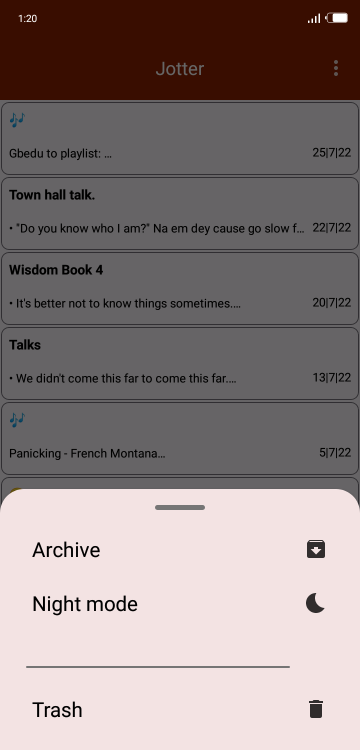 1:20
Jotter
🎶
Gbedu to playlist: ...
25|7|22
Town hall talk.
• "Do you know who I am?" Na em dey cause go slow f...
22|7|22
Wisdom Book 4
• It's better not to know things sometimes....
20|7|22
Talks
• We didn't come this far to come this far....
13|7|22
🎶
Panicking - French Montana...
5|7|22
Archive
Night mode
Trash